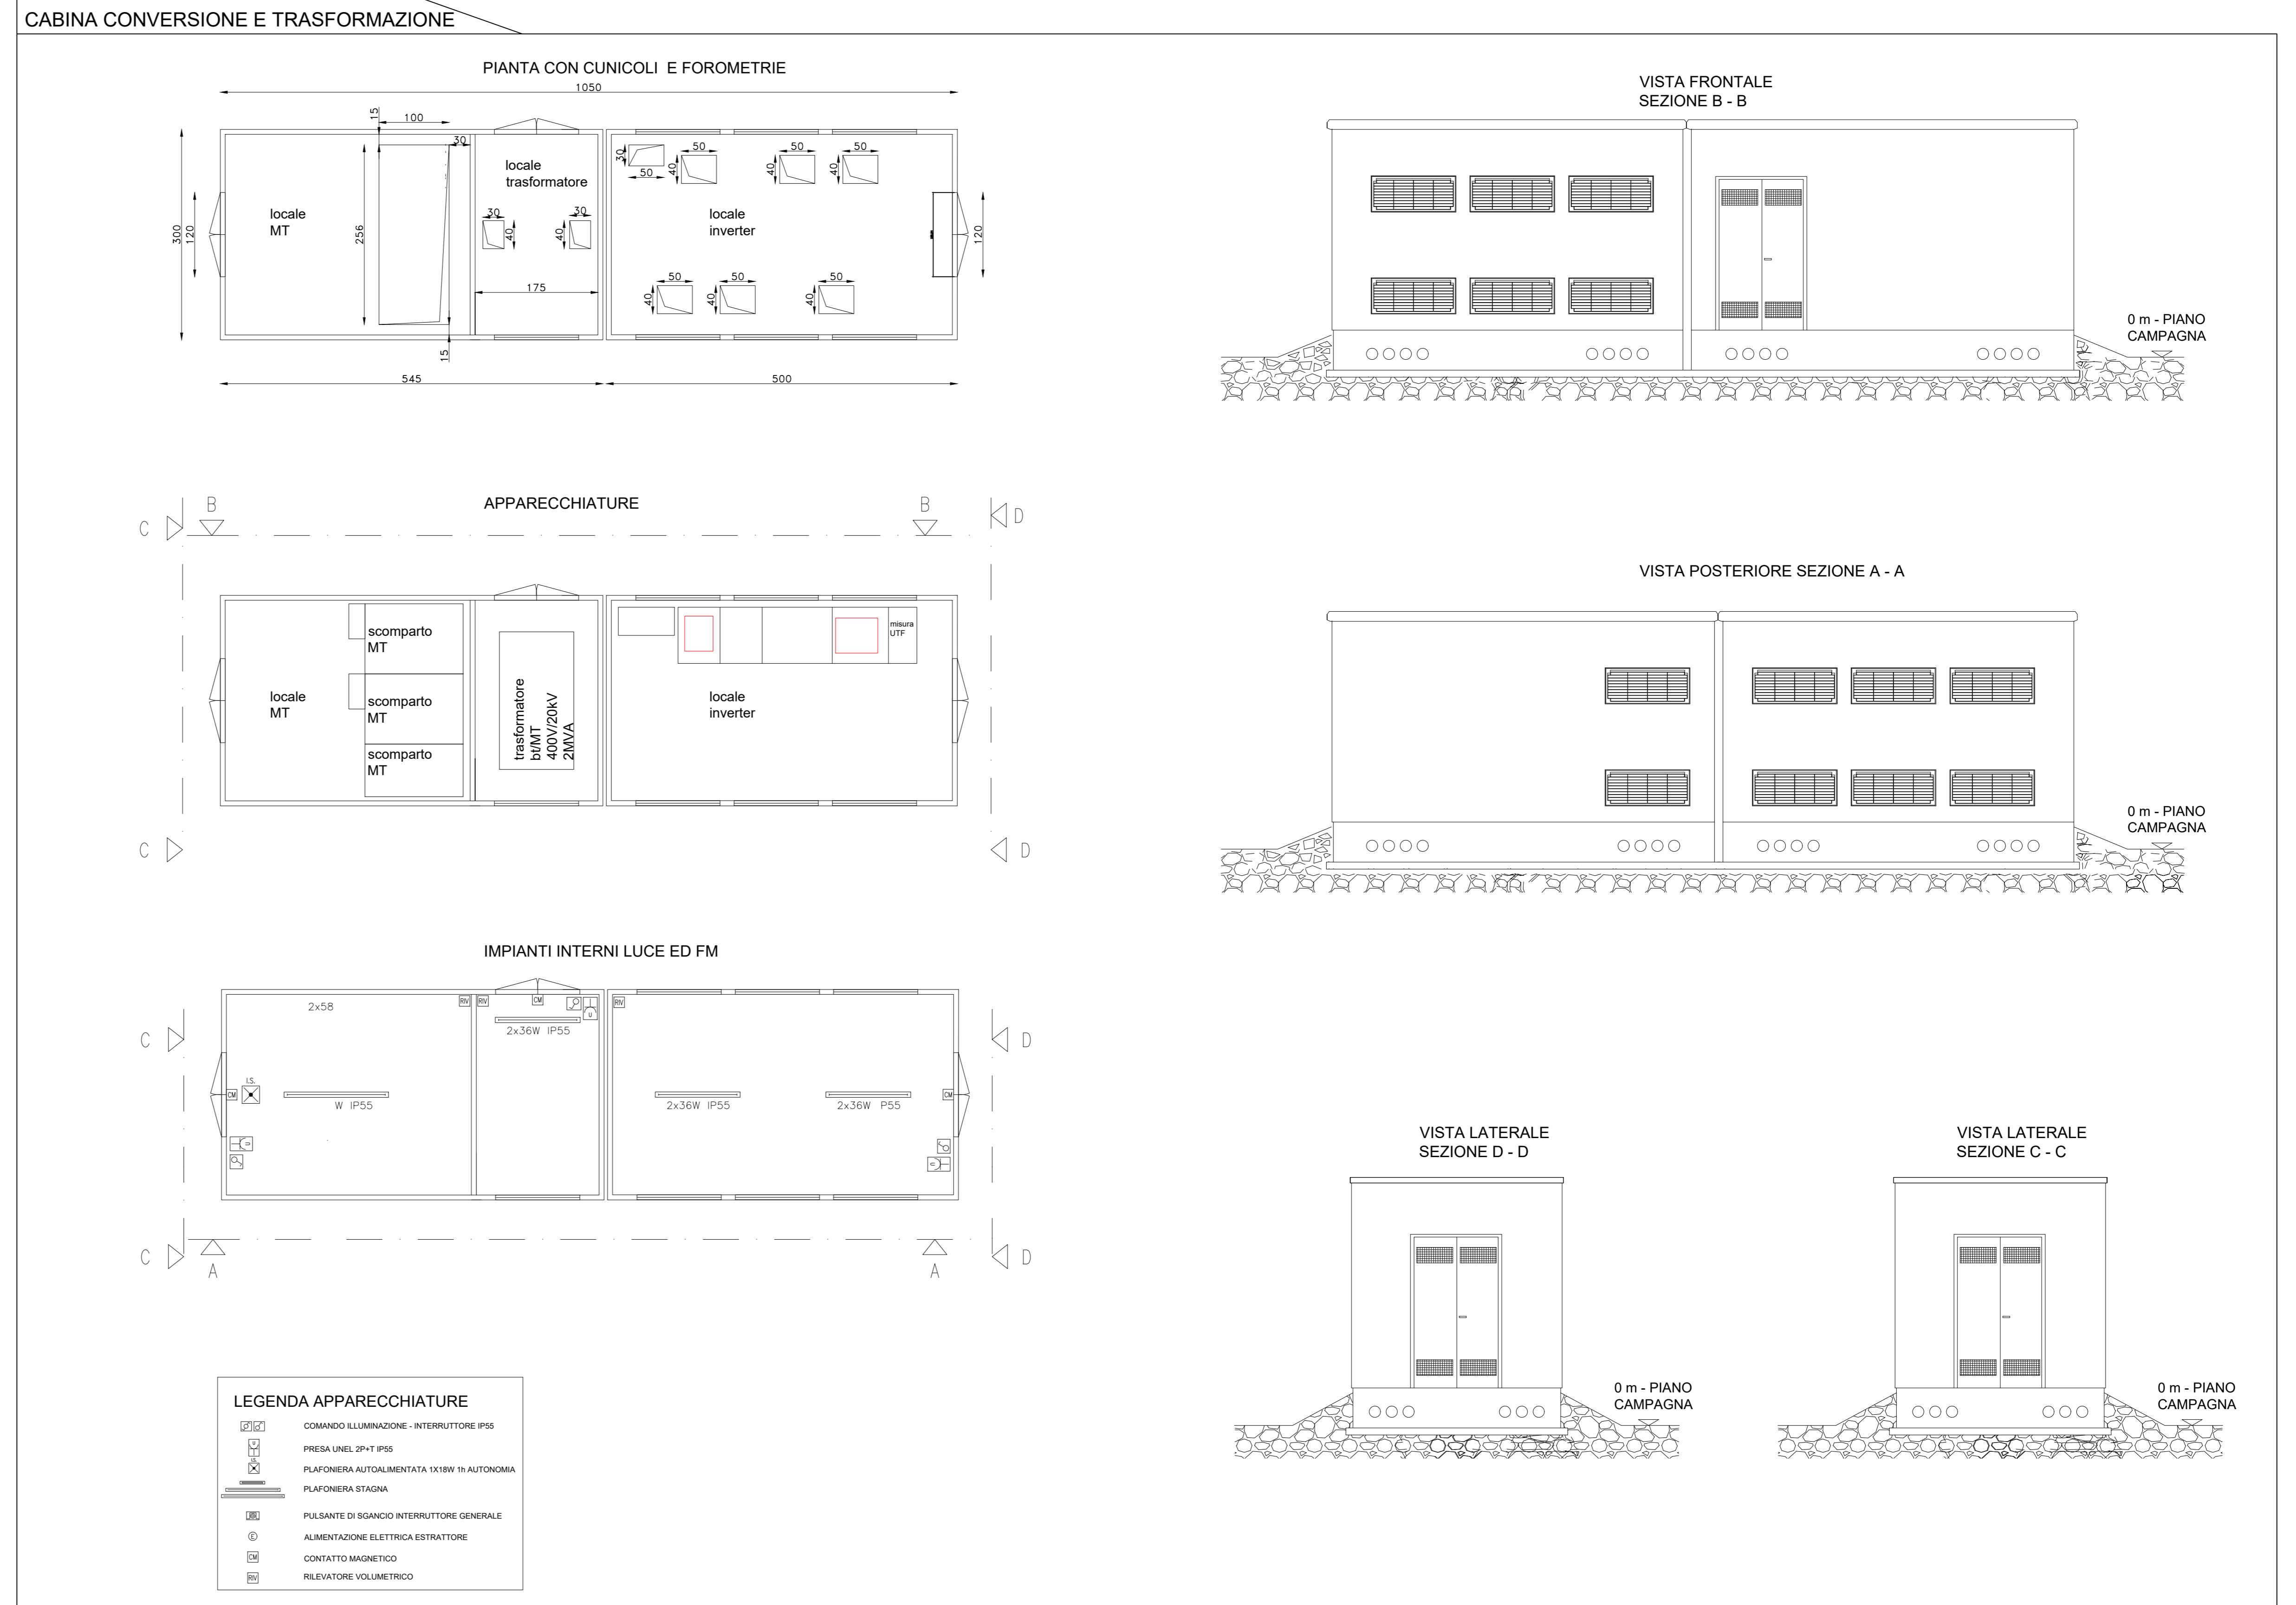 CABINA CONVERSIONE E TRASFORMAZIONE
PIANTA CON CUNICOLI E FOROMETRIE
1050
15
100
30
locale
trasformatore
30
50
40
50
40
50
40
50
300
120
locale
MT
256
30
40
30
40
locale
inverter
120
175
50
40
50
40
50
40
15
545
500
VISTA FRONTALE
SEZIONE B - B
0 m - PIANO
CAMPAGNA
APPARECCHIATURE
B
B
C
D
scomparto
MT
misura
UTF
locale
MT
scomparto
MT
trasformatore
bt/MT
400V/20kV
2MVA
locale
inverter
scomparto
MT
C
D
VISTA POSTERIORE SEZIONE A - A
0 m - PIANO
CAMPAGNA
IMPIANTI INTERNI LUCE ED FM
2x58
RIV
RIV
CM
U
RIV
2x36W IP55
C
D
I.S.
CM
W IP55
2x36W IP55
2x36W P55
CM
U
U
C
D
A
A
VISTA LATERALE
SEZIONE D - D
0 m - PIANO
CAMPAGNA
VISTA LATERALE
SEZIONE C - C
0 m - PIANO
CAMPAGNA
LEGENDA APPARECCHIATURE
COMANDO ILLUMINAZIONE - INTERRUTTORE IP55
U
PRESA UNEL 2P+T IP55
I.S.
PLAFONIERA AUTOALIMENTATA 1X18W 1h AUTONOMIA
PLAFONIERA STAGNA
PULSANTE DI SGANCIO INTERRUTTORE GENERALE
E
ALIMENTAZIONE ELETTRICA ESTRATTORE
CM
CONTATTO MAGNETICO
RIV
RILEVATORE VOLUMETRICO